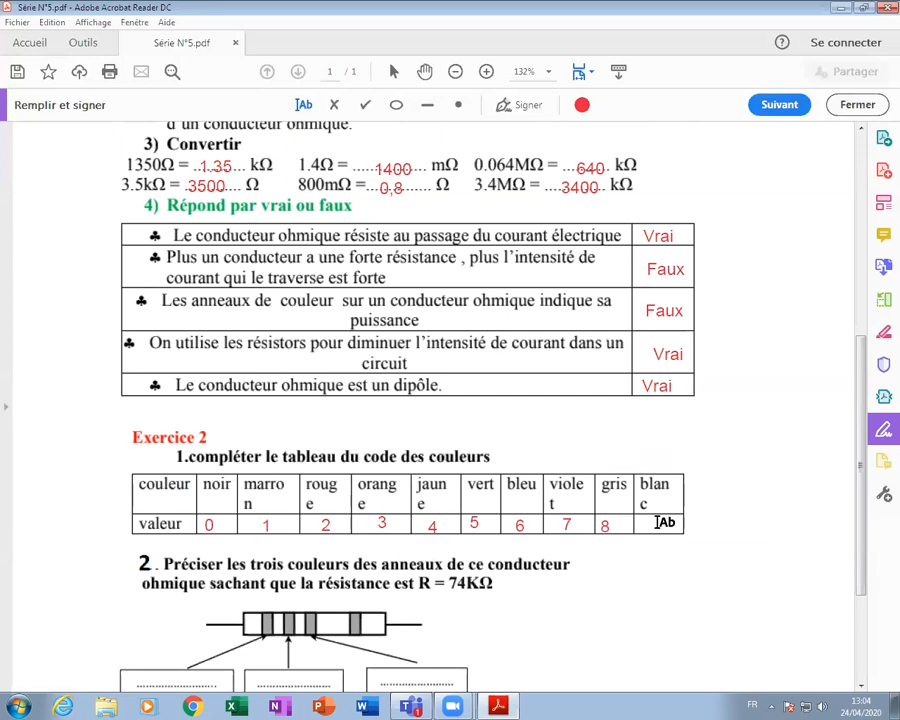 Série N°5.pdf - Adobe Acrobat Reader DC
Fichier Edition Affichage Fenêtre Aide
Accueil Outils Série N°5.pdf × ? Se connecter
1 / 1 132% Partager
Remplir et signer IAb Signer Suivant Fermer
d'un conducteur ohmique.
3) Convertir
1350Ω = ..1,35... kΩ 1.4Ω = ......1400...... mΩ 0.064MΩ = ...640.. kΩ
3.5kΩ = .3500.... Ω 800mΩ =...0,8....... Ω 3.4MΩ = ...3400.. kΩ
4) Répond par vrai ou faux
♣ Le conducteur ohmique résiste au passage du courant électrique Vrai
♣ Plus un conducteur a une forte résistance , plus l'intensité de
courant qui le traverse est forte Faux
♣ Les anneaux de couleur sur un conducteur ohmique indique sa
puissance Faux
♣ On utilise les résistors pour diminuer l'intensité de courant dans un
circuit Vrai
♣ Le conducteur ohmique est un dipôle. Vrai
Exercice 2
1.compléter le tableau du code des couleurs
couleur noir marro roug orang jaun vert bleu viole gris blan
n e e e t c
valeur 0 1 2 3 4 5 6 7 8 IAb
2 . Préciser les trois couleurs des anneaux de ce conducteur
ohmique sachant que la résistance est R = 74KΩ
............................ ......................... .........................
FR 13:04
24/04/2020